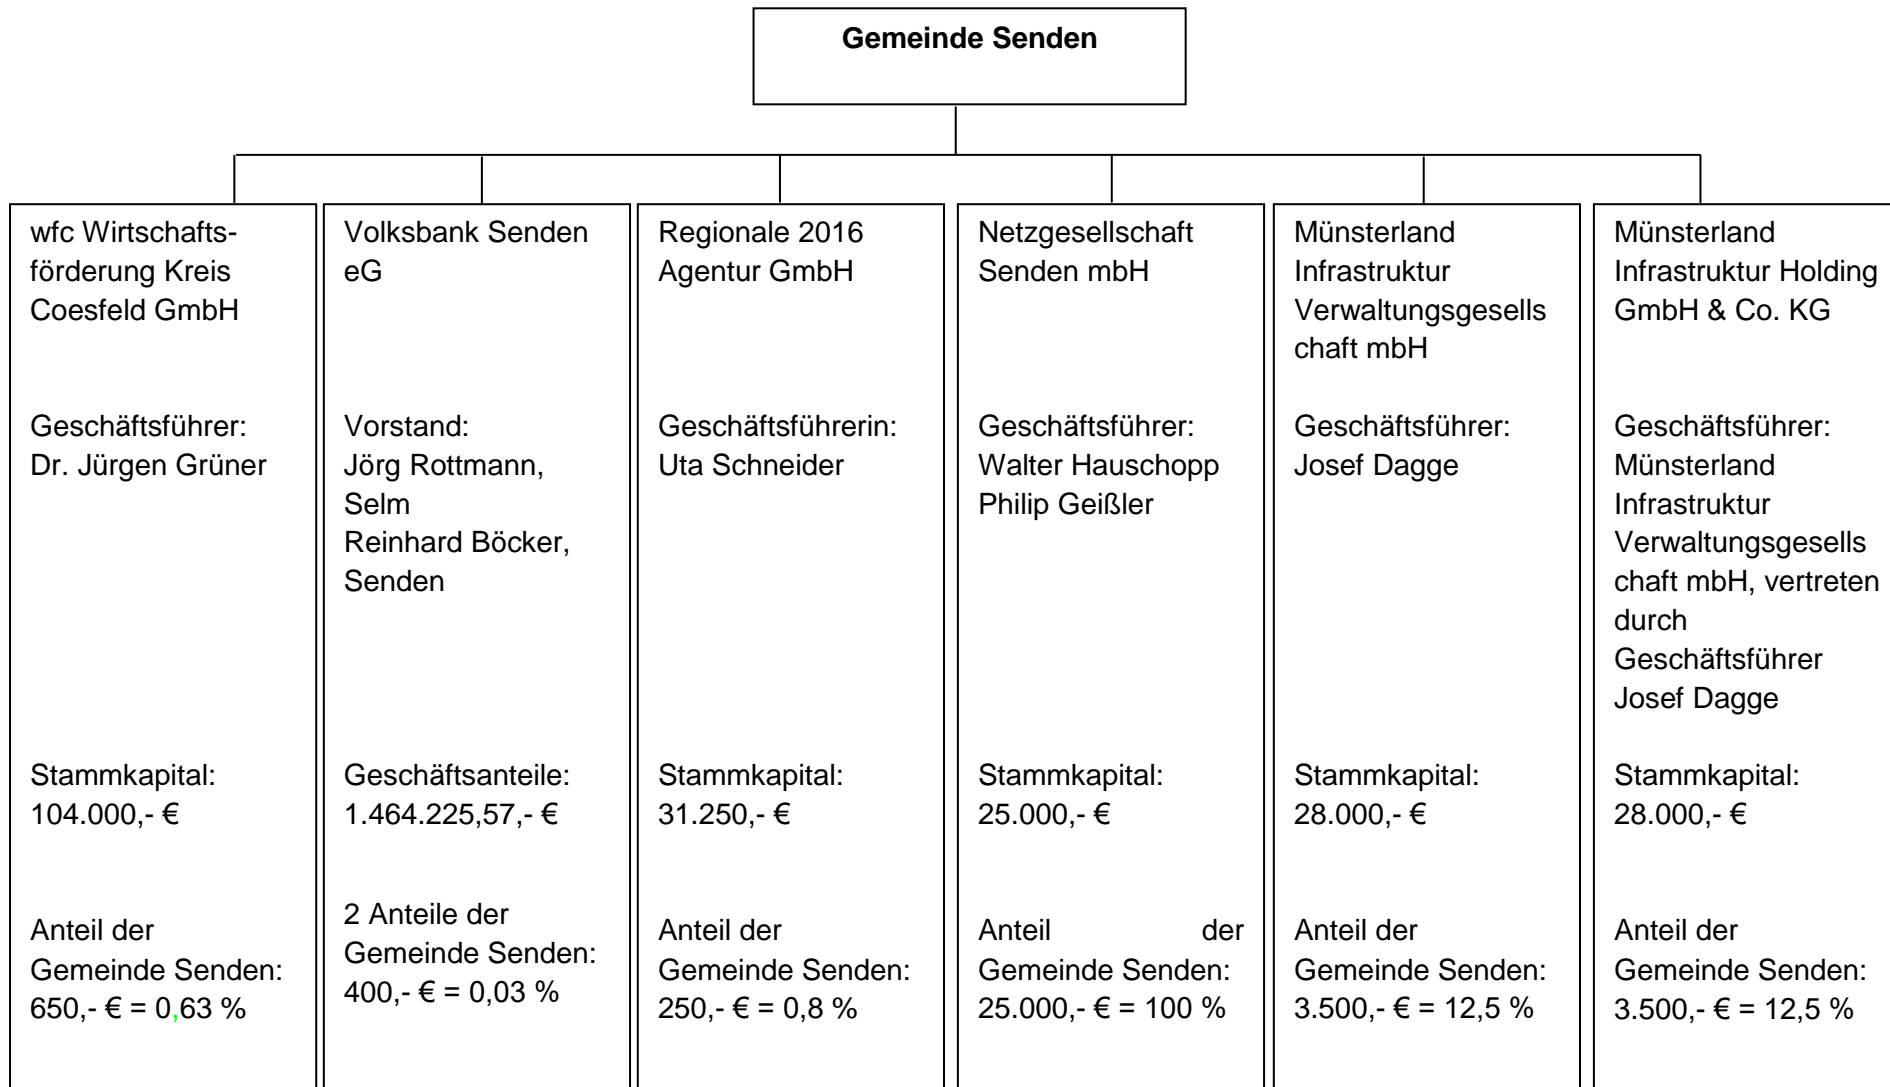 Gemeinde Senden
wfc Wirtschafts-
förderung Kreis
Coesfeld GmbH
Geschäftsführer:
Dr. Jürgen Grüner
Stammkapital:
104.000,- €
Anteil der
Gemeinde Senden:
650,- € = 0,63 %
Volksbank Senden
eG
Vorstand:
Jörg Rottmann,
Selm
Reinhard Böcker,
Senden
Geschäftsanteile:
1.464.225,57,- €
2 Anteile der
Gemeinde Senden:
400,- € = 0,03 %
Regionale 2016
Agentur GmbH
Geschäftsführerin:
Uta Schneider
Stammkapital:
31.250,- €
Anteil der
Gemeinde Senden:
250,- € = 0,8 %
Netzgesellschaft
Senden mbH
Geschäftsführer:
Walter Hauschopp
Philip Geißler
Stammkapital:
25.000,- €
Anteil der
Gemeinde Senden:
25.000,- € = 100 %
Münsterland
Infrastruktur
Verwaltungsgesells
chaft mbH
Geschäftsführer:
Josef Dagge
Stammkapital:
28.000,- €
Anteil der
Gemeinde Senden:
3.500,- € = 12,5 %
Münsterland
Infrastruktur Holding
GmbH & Co. KG
Geschäftsführer:
Münsterland
Infrastruktur
Verwaltungsgesells
chaft mbH, vertreten
durch
Geschäftsführer
Josef Dagge
Stammkapital:
28.000,- €
Anteil der
Gemeinde Senden:
3.500,- € = 12,5 %